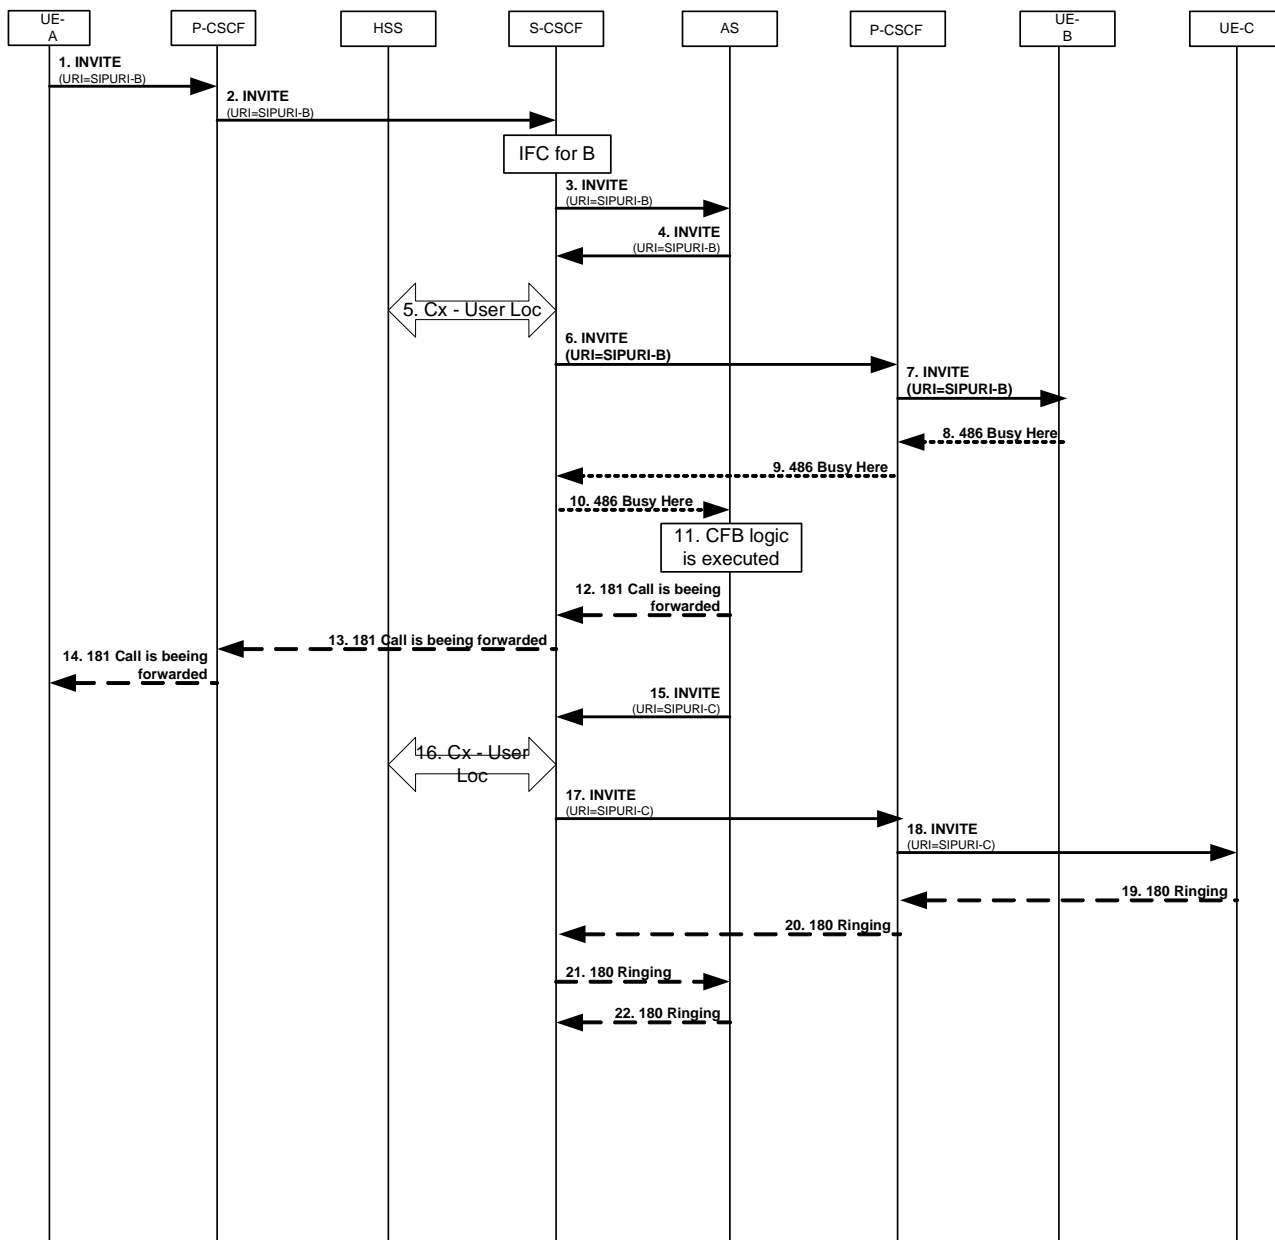 UE-
A
P-CSCF
HSS
S-CSCF
AS
P-CSCF
UE-
B
UE-C
1. INVITE
(URI=SIPURI-B)
2. INVITE
(URI=SIPURI-B)
IFC for B
3. INVITE
(URI=SIPURI-B)
4. INVITE
(URI=SIPURI-B)
5. Cx - User Loc
6. INVITE
(URI=SIPURI-B)
7. INVITE
(URI=SIPURI-B)
8. 486 Busy Here
9. 486 Busy Here
10. 486 Busy Here
11. CFB logic
is executed
12. 181 Call is beeing
forwarded
13. 181 Call is beeing forwarded
14. 181 Call is beeing
forwarded
15. INVITE
(URI=SIPURI-C)
16. Cx - User
Loc
17. INVITE
(URI=SIPURI-C)
18. INVITE
(URI=SIPURI-C)
19. 180 Ringing
20. 180 Ringing
21. 180 Ringing
22. 180 Ringing